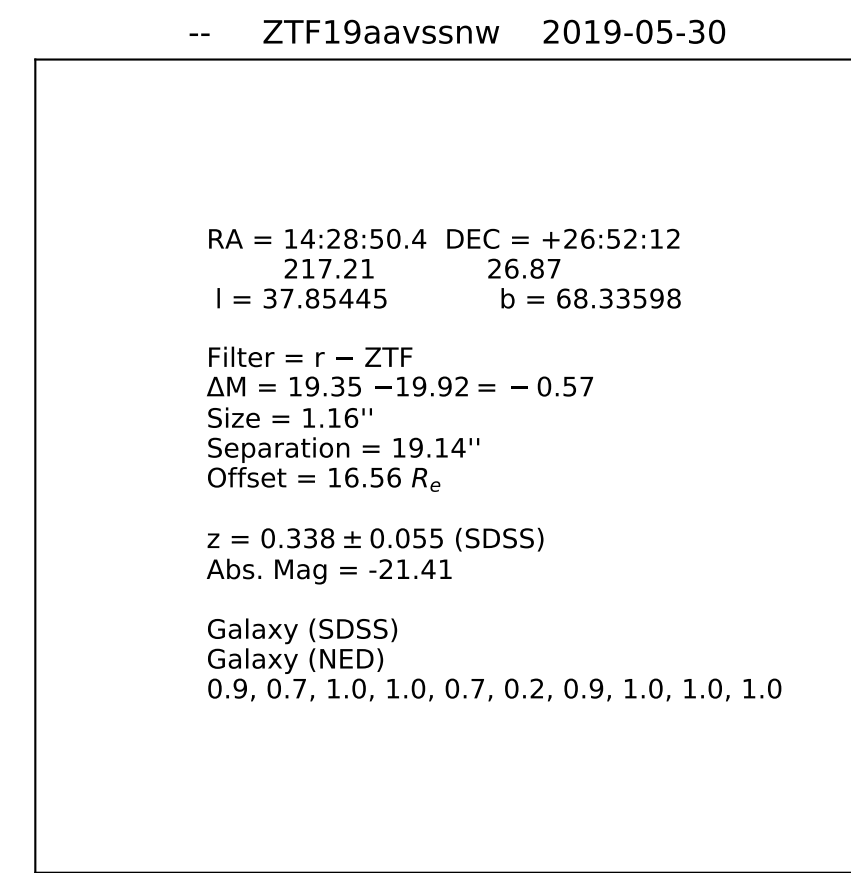 -- ZTF19aavssnw 2019-05-30
RA = 14:28:50.4 DEC = +26:52:12
217.21 26.87
l = 37.85445 b = 68.33598
Filter = r − ZTF
ΔM = 19.35 −19.92 = − 0.57
Size = 1.16''
Separation = 19.14''
Offset = 16.56 Rₑ
z = 0.338 ± 0.055 (SDSS)
Abs. Mag = -21.41
Galaxy (SDSS)
Galaxy (NED)
0.9, 0.7, 1.0, 1.0, 0.7, 0.2, 0.9, 1.0, 1.0, 1.0